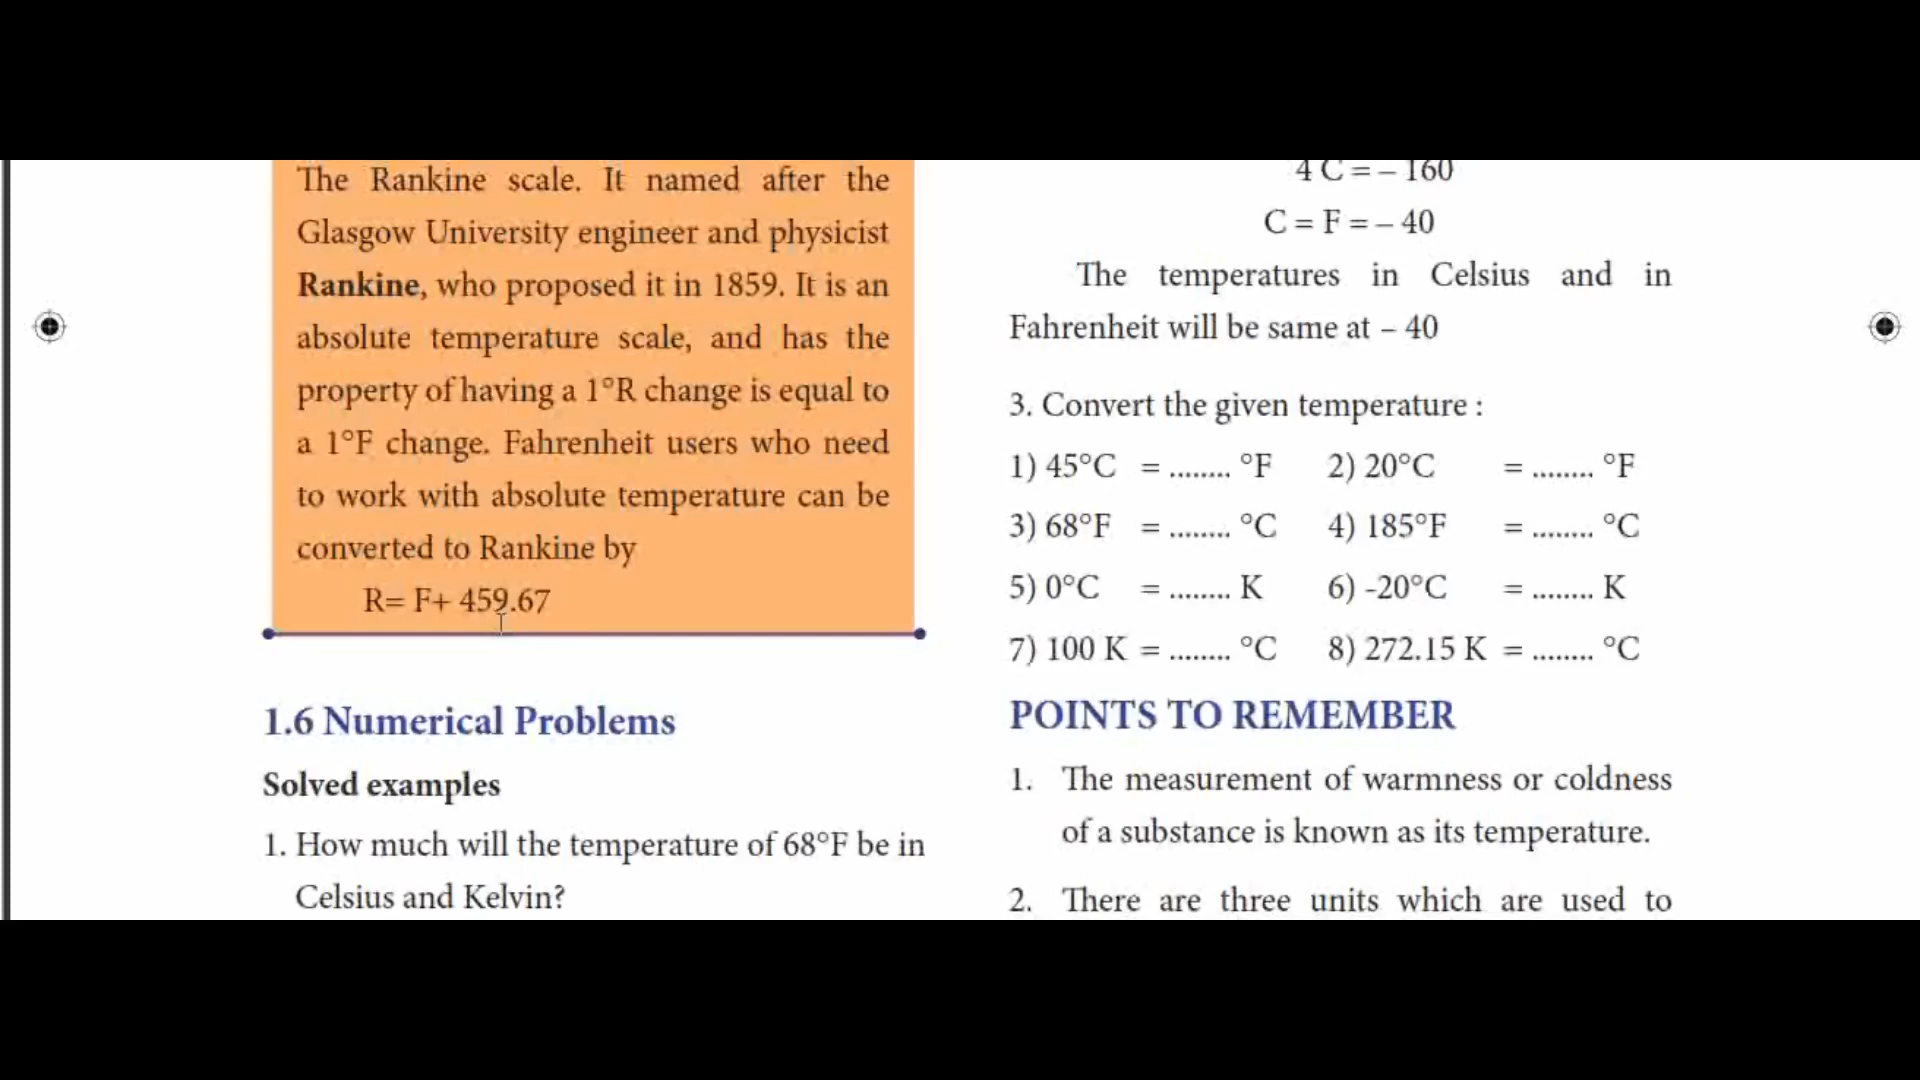 The Rankine scale. It named after the
Glasgow University engineer and physicist
Rankine, who proposed it in 1859. It is an
absolute temperature scale, and has the
property of having a 1°R change is equal to
a 1°F change. Fahrenheit users who need
to work with absolute temperature can be
converted to Rankine by
R= F+ 459.67
1.6 Numerical Problems
Solved examples
1. How much will the temperature of 68°F be in
Celsius and Kelvin?
4 C = – 160
C = F = – 40
The temperatures in Celsius and in
Fahrenheit will be same at – 40
3. Convert the given temperature :
1) 45°C = ........ °F 2) 20°C = ........ °F
3) 68°F = ........ °C 4) 185°F = ........ °C
5) 0°C = ........ K 6) -20°C = ........ K
7) 100 K = ........ °C 8) 272.15 K = ........ °C
POINTS TO REMEMBER
1. The measurement of warmness or coldness
of a substance is known as its temperature.
2. There are three units which are used to